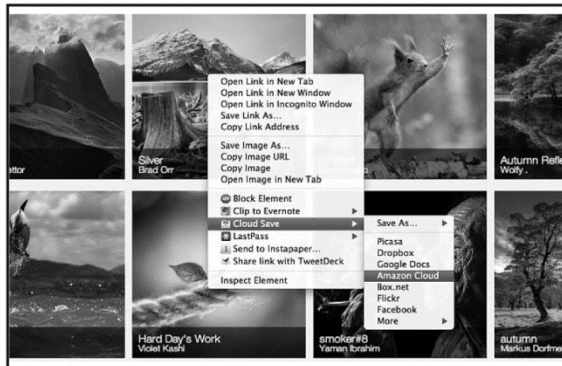 ettor
Silver
Brad Orr
Autumn Refle
Wolfy .
Open Link in New Tab
Open Link in New Window
Open Link in Incognito Window
Save Link As...
Copy Link Address
Save Image As...
Copy Image URL
Copy Image
Open Image in New Tab
Block Element
Clip to Evernote
Cloud Save
LastPass
Send to Instapaper...
Share link with TweetDeck
Inspect Element
Save As...
Picasa
Dropbox
Google Docs
Amazon Cloud
Box.net
Flickr
Facebook
More
Hard Day's Work
Violet Kashi
smoker#8
Yaman Ibrahim
autumn
Markus Dorfme